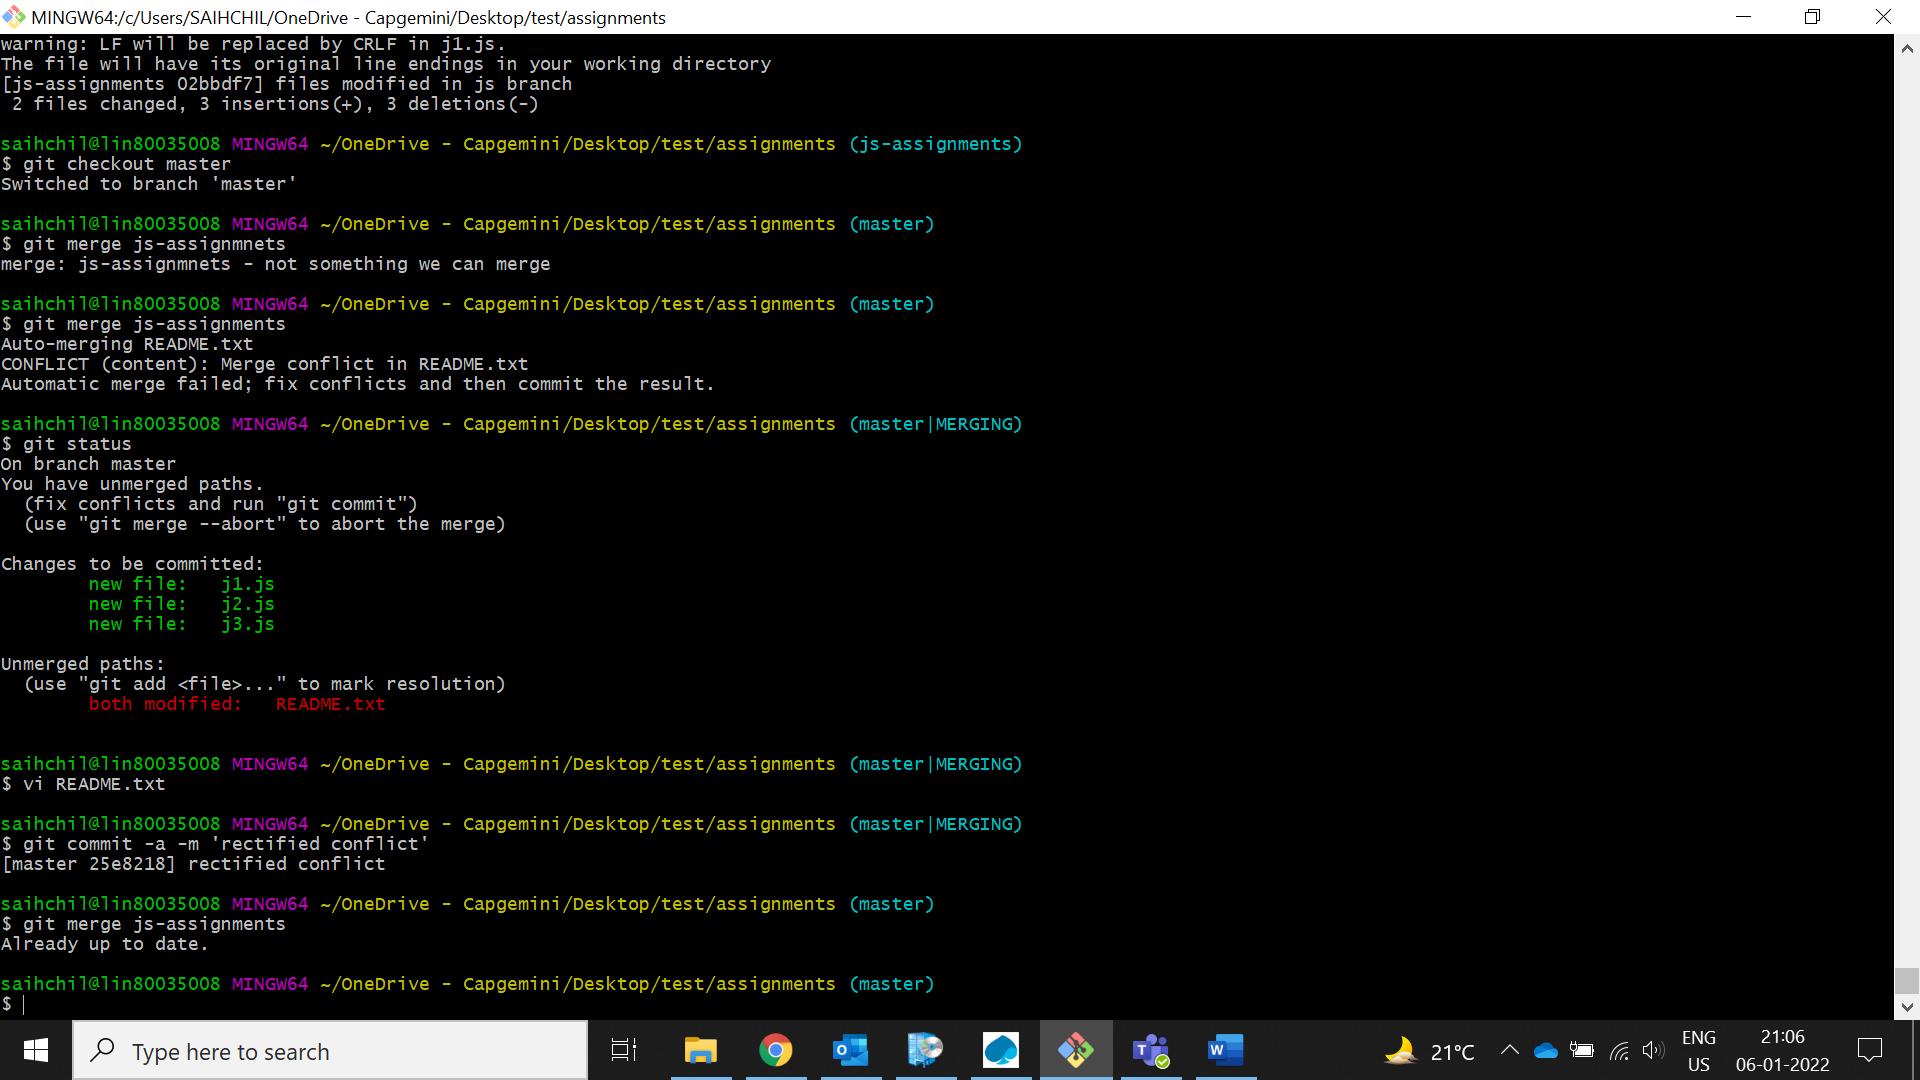 MINGW64:/c/Users/SAIHCHIL/OneDrive - Capgemini/Desktop/test/assignments
warning: LF will be replaced by CRLF in j1.js.
The file will have its original line endings in your working directory
[js-assignments 02bbdf7] files modified in js branch
 2 files changed, 3 insertions(+), 3 deletions(-)

saihchil@lin80035008 MINGW64 ~/OneDrive - Capgemini/Desktop/test/assignments (js-assignments)
$ git checkout master
Switched to branch 'master'

saihchil@lin80035008 MINGW64 ~/OneDrive - Capgemini/Desktop/test/assignments (master)
$ git merge js-assignmnets
merge: js-assignmnets - not something we can merge

saihchil@lin80035008 MINGW64 ~/OneDrive - Capgemini/Desktop/test/assignments (master)
$ git merge js-assignments
Auto-merging README.txt
CONFLICT (content): Merge conflict in README.txt
Automatic merge failed; fix conflicts and then commit the result.

saihchil@lin80035008 MINGW64 ~/OneDrive - Capgemini/Desktop/test/assignments (master|MERGING)
$ git status
On branch master
You have unmerged paths.
  (fix conflicts and run "git commit")
  (use "git merge --abort" to abort the merge)

Changes to be committed:
        new file:   j1.js
        new file:   j2.js
        new file:   j3.js

Unmerged paths:
  (use "git add <file>..." to mark resolution)
        both modified:   README.txt

saihchil@lin80035008 MINGW64 ~/OneDrive - Capgemini/Desktop/test/assignments (master|MERGING)
$ vi README.txt

saihchil@lin80035008 MINGW64 ~/OneDrive - Capgemini/Desktop/test/assignments (master|MERGING)
$ git commit -a -m 'rectified conflict'
[master 25e8218] rectified conflict

saihchil@lin80035008 MINGW64 ~/OneDrive - Capgemini/Desktop/test/assignments (master)
$ git merge js-assignments
Already up to date.

saihchil@lin80035008 MINGW64 ~/OneDrive - Capgemini/Desktop/test/assignments (master)
$
Type here to search
21°C
ENG
US
21:06
06-01-2022